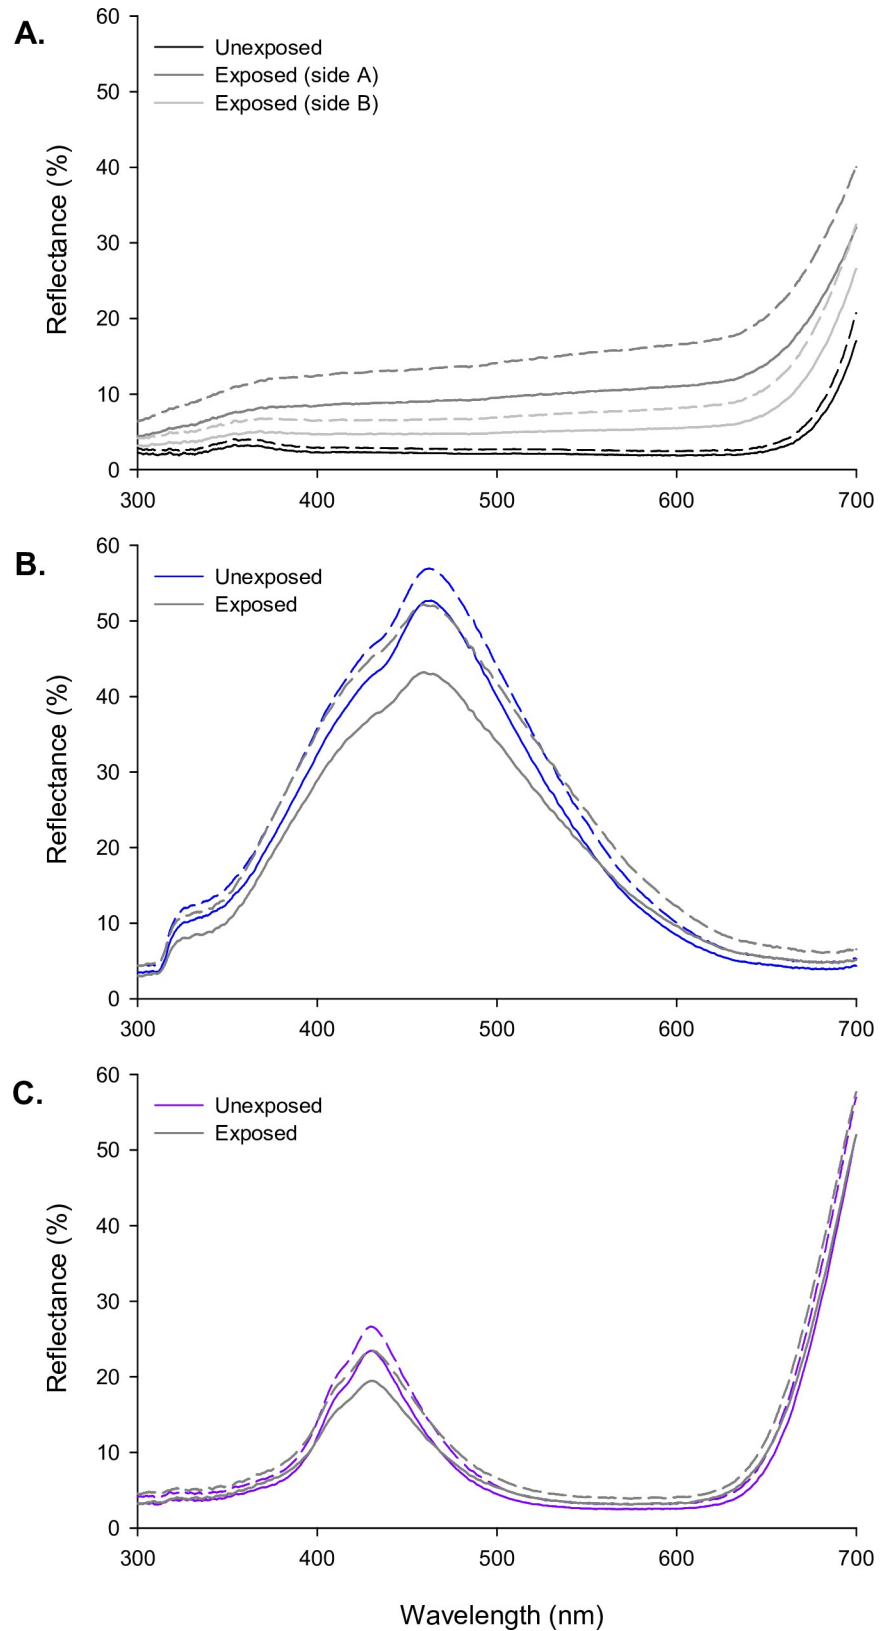 A.
60
50
40
30
20
10
0
Reflectance (%)
Unexposed
Exposed (side A)
Exposed (side B)
300 400 500 600 700
B.
60
50
40
30
20
10
0
Reflectance (%)
Unexposed
Exposed
300 400 500 600 700
C.
60
50
40
30
20
10
0
Reflectance (%)
Unexposed
Exposed
300 400 500 600 700
Wavelength (nm)